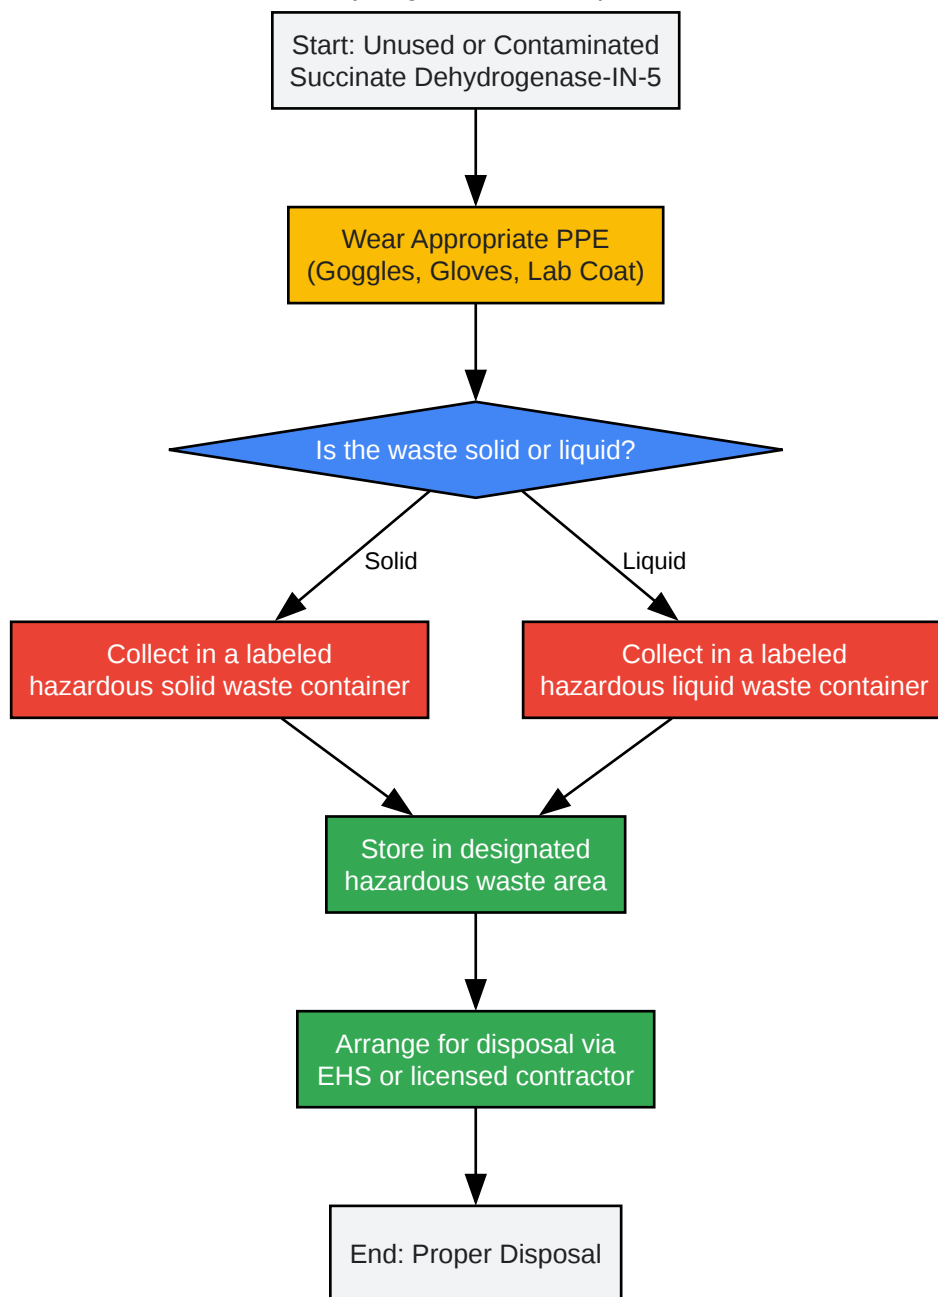 Start: Unused or Contaminated
Succinate Dehydrogenase-IN-5
Wear Appropriate PPE
(Goggles, Gloves, Lab Coat)
Is the waste solid or liquid?
Solid
Liquid
Collect in a labeled
hazardous solid waste container
Collect in a labeled
hazardous liquid waste container
Store in designated
hazardous waste area
Arrange for disposal via
EHS or licensed contractor
End: Proper Disposal